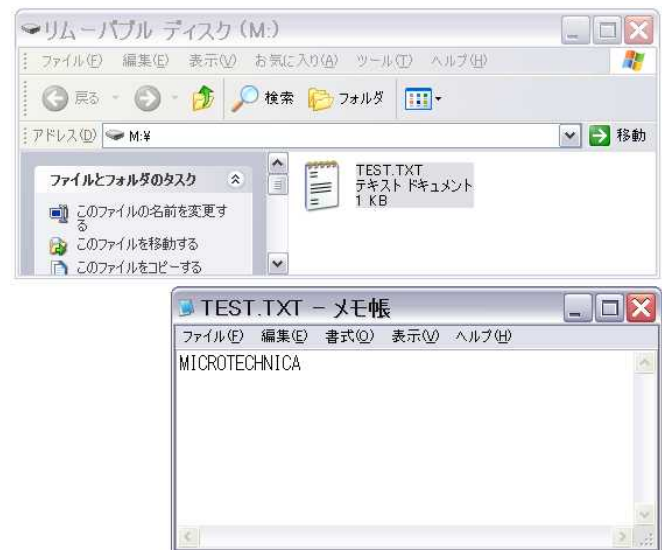 リムーバブル ディスク (M:)
ファイル(F) 編集(E) 表示(V) お気に入り(A) ツール(T) ヘルプ(H)
戻る 検索 フォルダ
アドレス(D) M:¥ 移動
ファイルとフォルダのタスク
このファイルの名前を変更す
る
このファイルを移動する
このファイルをコピーする
TEST.TXT
テキスト ドキュメント
1 KB
TEST.TXT - メモ帳
ファイル(F) 編集(E) 書式(O) 表示(V) ヘルプ(H)
MICROTECHNICA